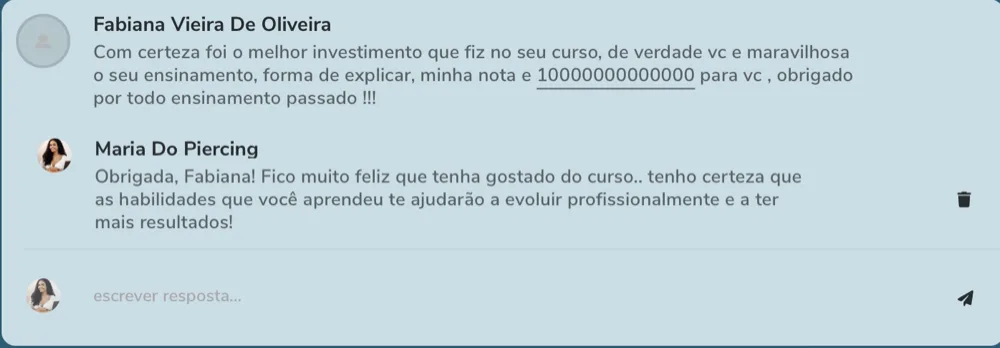 Fabiana Vieira De Oliveira
Com certeza foi o melhor investimento que fiz no seu curso, de verdade vc e maravilhosa
o seu ensinamento, forma de explicar, minha nota e 10000000000000 para vc , obrigado
por todo ensinamento passado !!!
Maria Do Piercing
Obrigada, Fabiana! Fico muito feliz que tenha gostado do curso.. tenho certeza que
as habilidades que você aprendeu te ajudarão a evoluir profissionalmente e a ter
mais resultados!
escrever resposta...